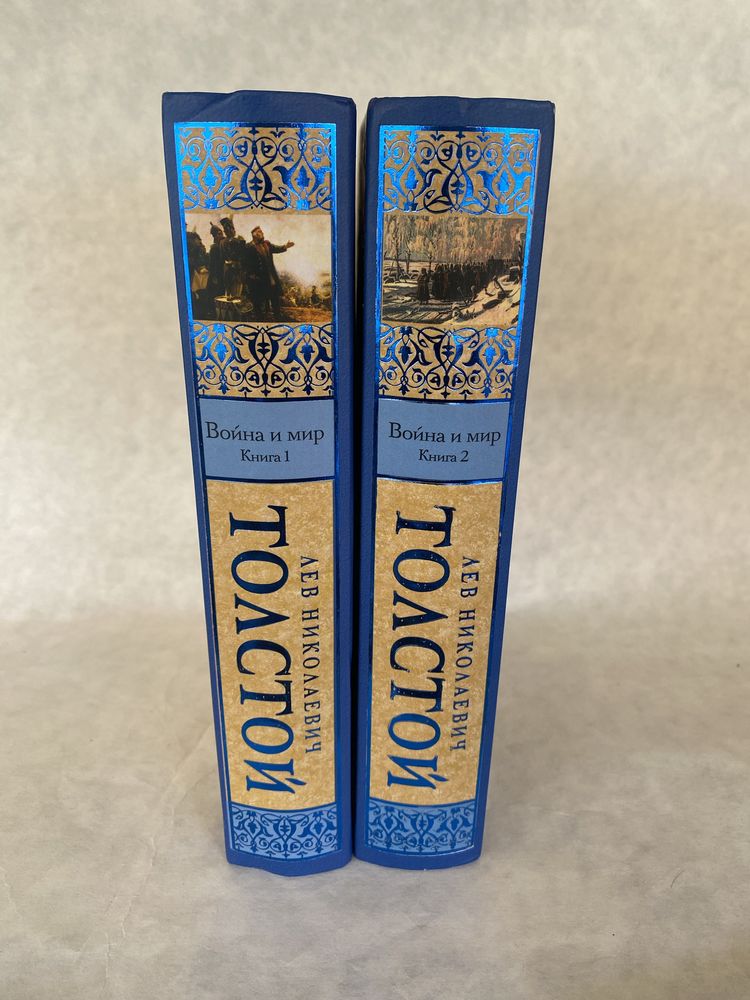 Война и мир
Книга 1
ЛЕВ НИКОЛАЕВИЧ
ТОЛСТОЙ
Война и мир
Книга 2
ЛЕВ НИКОЛАЕВИЧ
ТОЛСТОЙ